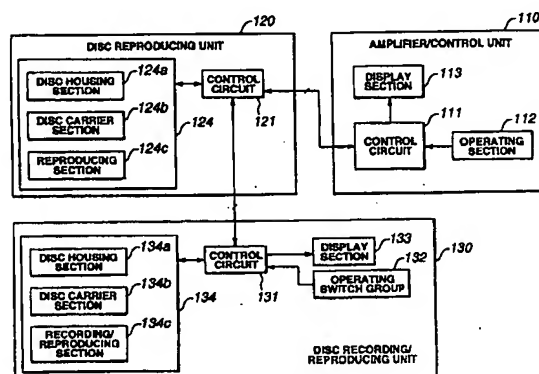 120
DISC REPRODUCING UNIT
DISC HOUSING
SECTION
124a
DISC CARRIER
SECTION
124b
REPRODUCING
SECTION
124c
124
CONTROL
CIRCUIT
121
110
AMPLIFIER/CONTROL UNIT
DISPLAY
SECTION
113
111
CONTROL
CIRCUIT
112
OPERATING
SECTION
130
DISC HOUSING
SECTION
134a
DISC CARRIER
SECTION
134b
RECORDING/
REPRODUCING
SECTION
134c
134
CONTROL
CIRCUIT
131
DISPLAY
SECTION
133
132
OPERATING
SWITCH GROUP
DISC RECORDING/
REPRODUCING UNIT